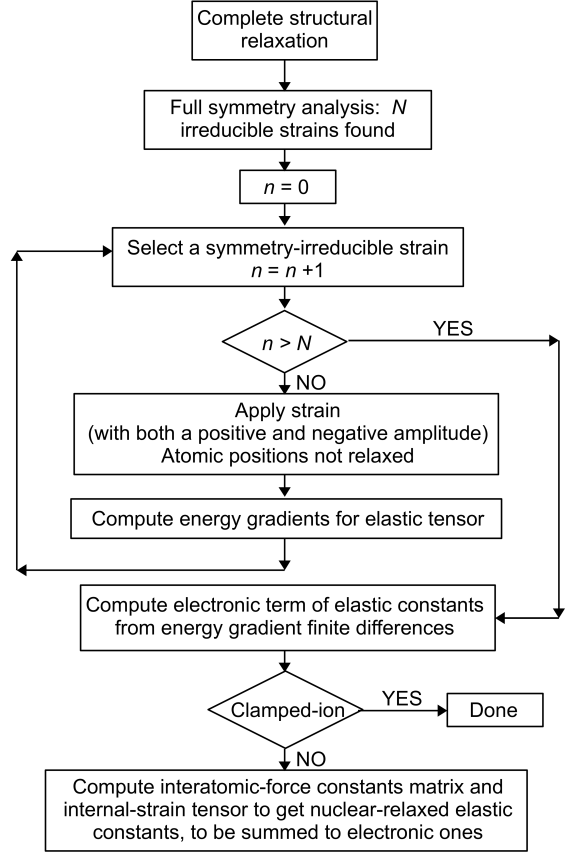 Complete structural
relaxation
Full symmetry analysis: N
irreducible strains found
n = 0
Select a symmetry-irreducible strain
n = n +1
n > N
YES
NO
Apply strain
(with both a positive and negative amplitude)
Atomic positions not relaxed
Compute energy gradients for elastic tensor
Compute electronic term of elastic constants
from energy gradient finite differences
Clamped-ion
YES
Done
NO
Compute interatomic-force constants matrix and
internal-strain tensor to get nuclear-relaxed elastic
constants, to be summed to electronic ones